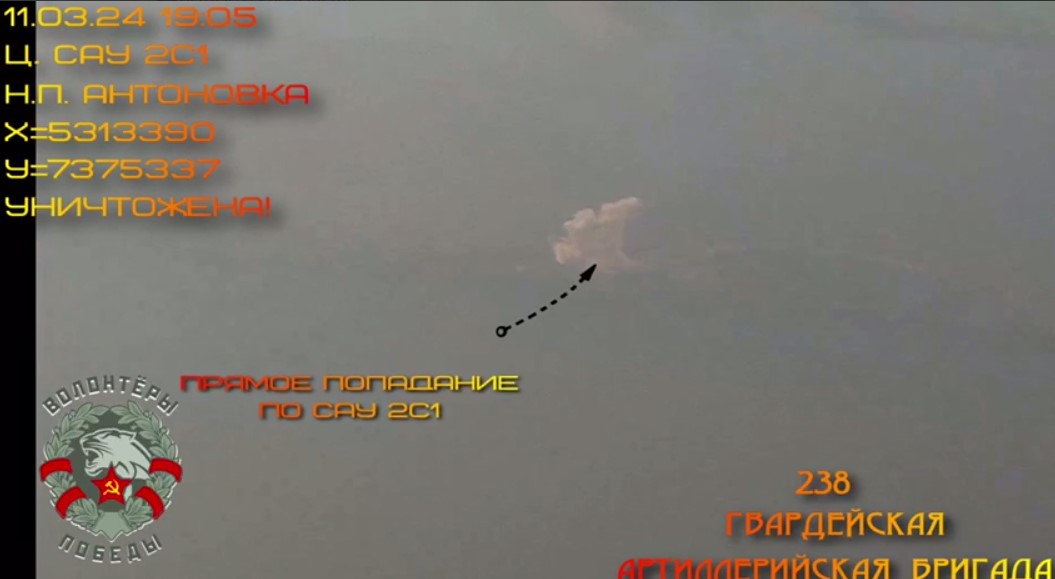 11.03.24 19:05
Ц. САУ 2С1
Н.П. АНТОНОВКА
Х=5313390
У=7375337
УНИЧТОЖЕНА!
ПРЯМОЕ ПОПАДАНИЕ
ПО САУ 2С1
ВОЛОНТЁРЫ
ПОБЕДЫ
238
ГВАРДЕЙСКАЯ
АРТИЛЛЕРИЙСКАЯ БРИГАДА